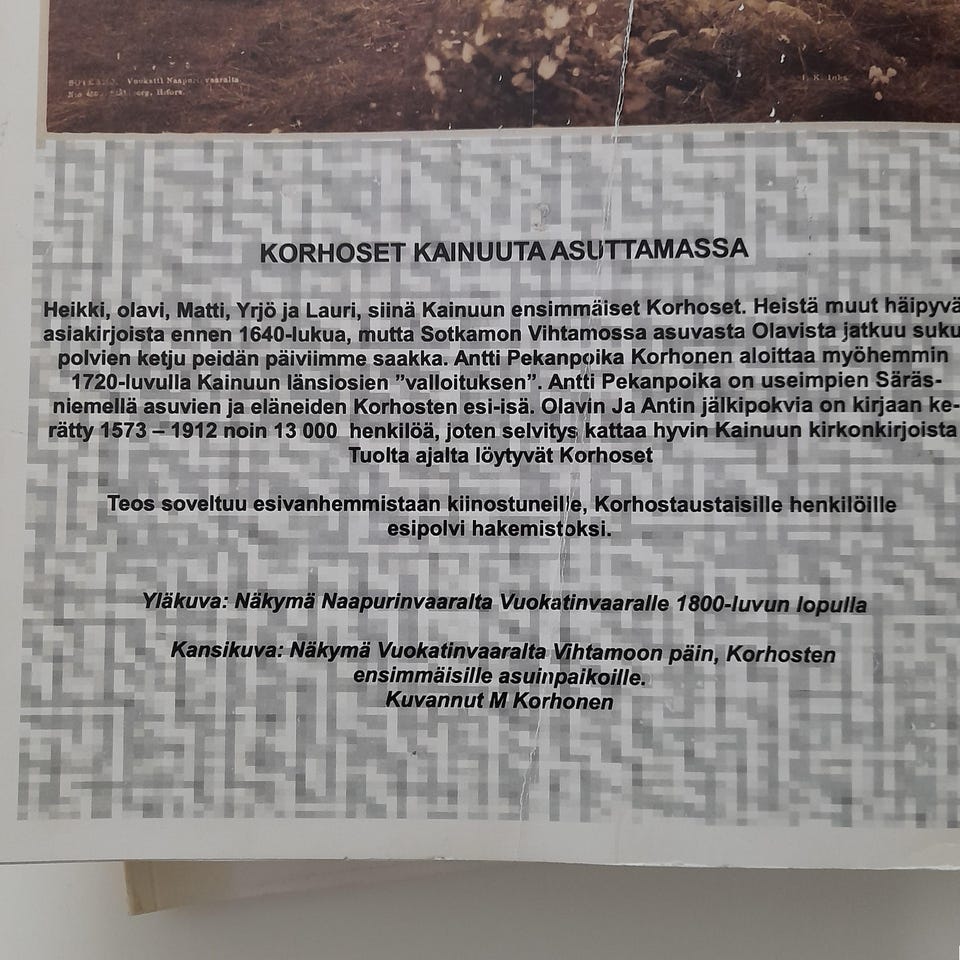 SOTKAMO. Vuokatti Naapurinvaaralta
I. K. Inha.
KORHOSET KAINUUTA ASUTTAMASSA
Heikki, olavi, Matti, Yrjö ja Lauri, siinä Kainuun ensimmäiset Korhoset. Heistä muut häipyvä
asiakirjoista ennen 1640-lukua, mutta Sotkamon Vihtamossa asuvasta Olavista jatkuu suku
polvien ketju peidän päiviimme saakka. Antti Pekanpoika Korhonen aloittaa myöhemmin
1720-luvulla Kainuun länsiosien ”valloituksen”. Antti Pekanpoika on useimpien Säräs-
niemellä asuvien ja eläneiden Korhosten esi-isä. Olavin Ja Antin jälkipokvia on kirjaan ke-
rätty 1573 – 1912 noin 13 000 henkilöä, joten selvitys kattaa hyvin Kainuun kirkonkirjoista
Tuolta ajalta löytyvät Korhoset
Teos soveltuu esivanhemmistaan kiinostuneille, Korhostaustaisille henkilöille
esipolvi hakemistoksi.
Yläkuva: Näkymä Naapurinvaaralta Vuokatinvaaralle 1800-luvun lopulla
Kansikuva: Näkymä Vuokatinvaaralta Vihtamoon päin, Korhosten
ensimmäisille asuinpaikoille.
Kuvannut M Korhonen